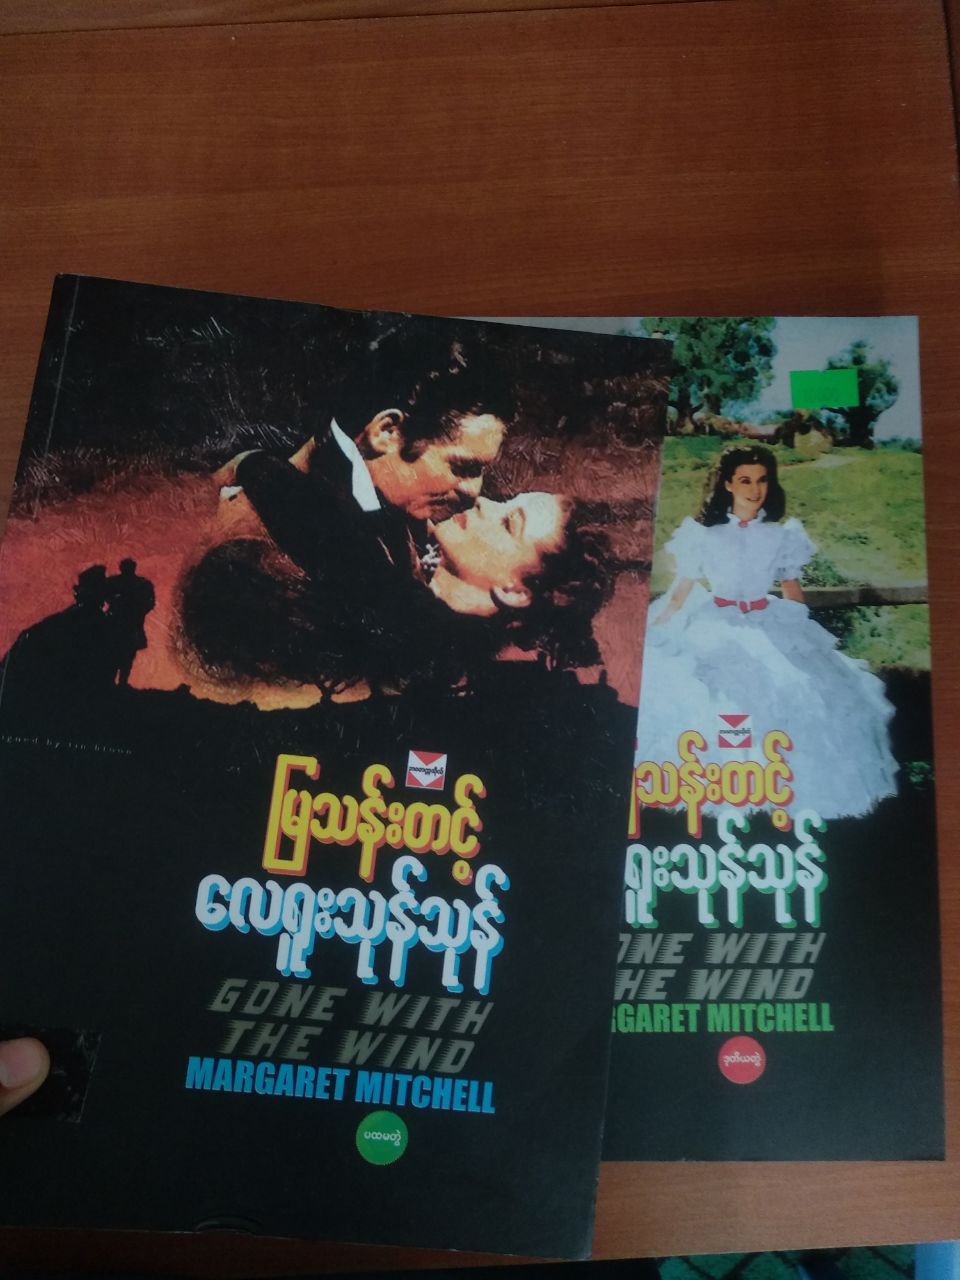 မြသန်းတင့်
လေရူးသုန်သုန်
GONE WITH
THE WIND
MARGARET MITCHELL
ပထမတွဲ
သန်းတင့်
ရူးသုန်သုန်
ONE WITH
HE WIND
RGARET MITCHELL
ဒုတိယတွဲ